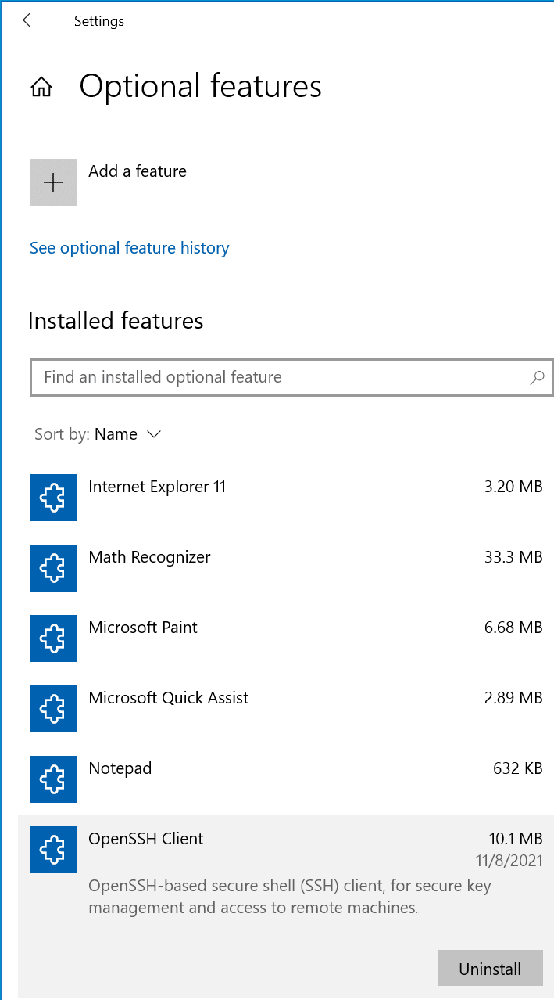 Settings
Optional features
Add a feature
See optional feature history
Installed features
Find an installed optional feature
Sort by: Name
Internet Explorer 11 3.20 MB
Math Recognizer 33.3 MB
Microsoft Paint 6.68 MB
Microsoft Quick Assist 2.89 MB
Notepad 632 KB
OpenSSH Client 10.1 MB
11/8/2021
OpenSSH-based secure shell (SSH) client, for secure key
management and access to remote machines.
Uninstall